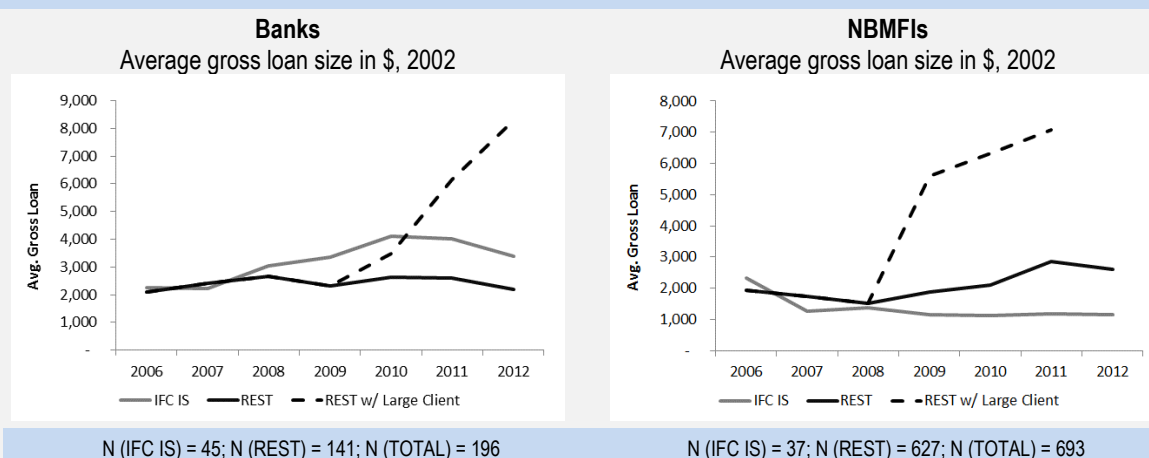 Banks
Average gross loan size in $, 2002
Avg. Gross Loan
9,000
8,000
7,000
6,000
5,000
4,000
3,000
2,000
1,000
-
2006 2007 2008 2009 2010 2011 2012
IFC IS REST REST w/ Large Client
N (IFC IS) = 45; N (REST) = 141; N (TOTAL) = 196
NBMFIs
Average gross loan size in $, 2002
Avg. Gross Loan
8,000
7,000
6,000
5,000
4,000
3,000
2,000
1,000
-
2006 2007 2008 2009 2010 2011 2012
IFC IS REST REST w/ Large Client
N (IFC IS) = 37; N (REST) = 627; N (TOTAL) = 693